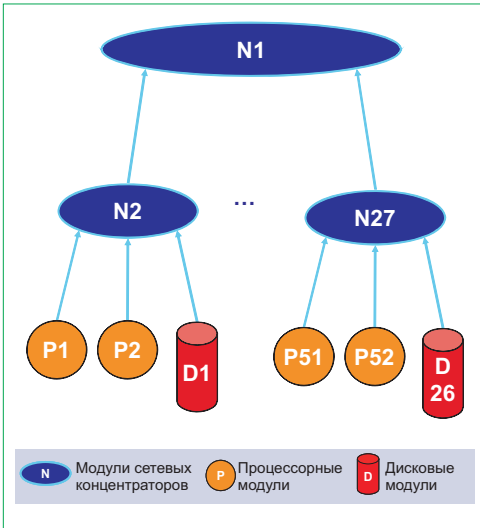 N1
N2
...
N27
P1
P2
D1
P51
P52
D
26
N
Модули сетевых
концентраторов
P
Процессорные
модули
D
Дисковые
модули